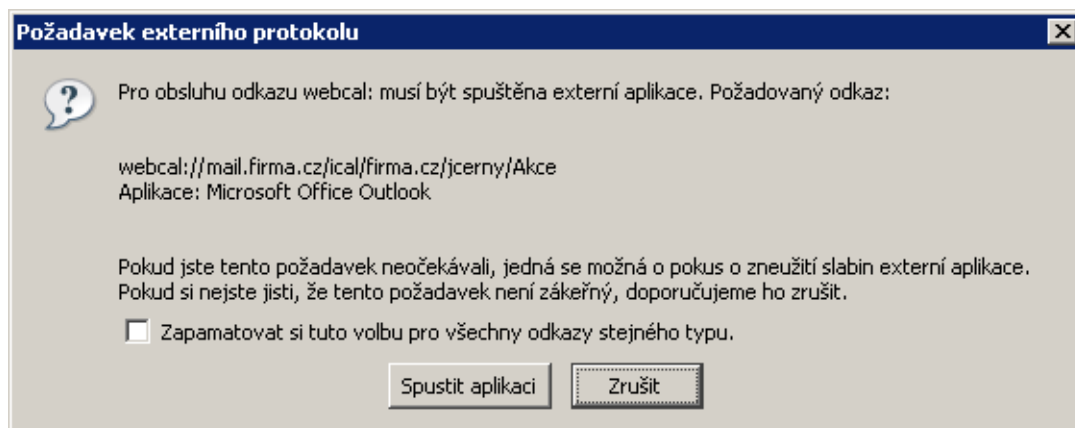 Požadavek externího protokolu
Pro obsluhu odkazu webcal: musí být spuštěna externí aplikace. Požadovaný odkaz:
webcal://mail.firma.cz/ical/firma.cz/jcerny/Akce
Aplikace: Microsoft Office Outlook
Pokud jste tento požadavek neočekávali, jedná se možná o pokus o zneužití slabin externí aplikace.
Pokud si nejste jisti, že tento požadavek není zákeřný, doporučujeme ho zrušit.
Zapamatovat si tuto volbu pro všechny odkazy stejného typu.
Spustit aplikaci Zrušit